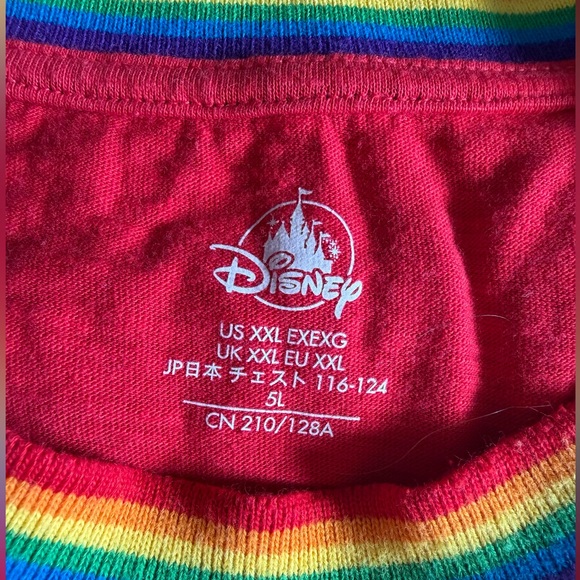 Disney
US XXL EXEXG
UK XXL EU XXL
JP日本 チェスト 116-124
5L
CN 210/128A